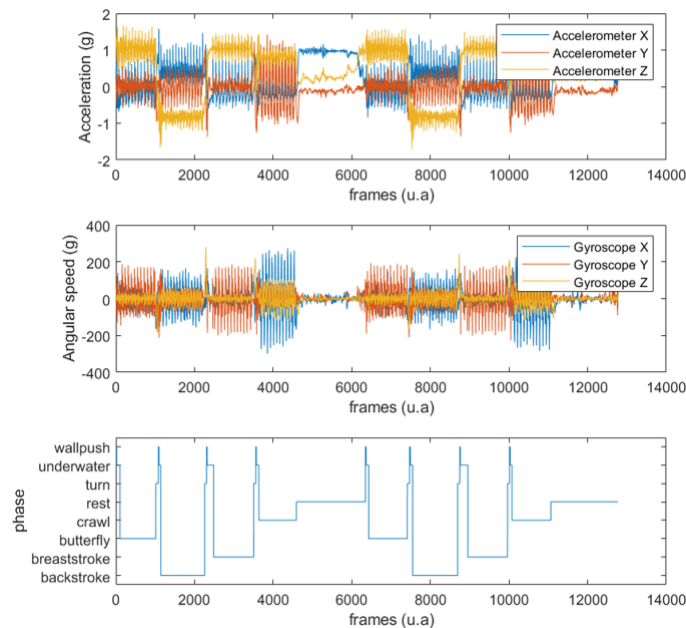 2
1
0
-1
-2
Acceleration (g)
Accelerometer X
Accelerometer Y
Accelerometer Z
0 2000 4000 6000 8000 10000 12000 14000
frames (u.a)
400
200
0
-200
-400
Angular speed (g)
Gyroscope X
Gyroscope Y
Gyroscope Z
0 2000 4000 6000 8000 10000 12000 14000
frames (u.a)
phase
wallpush
underwater
turn
rest
crawl
butterfly
breaststroke
backstroke
0 2000 4000 6000 8000 10000 12000 14000
frames (u.a)